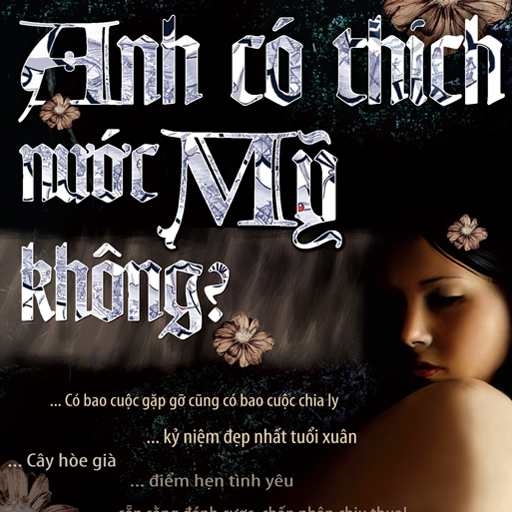 Anh có thích
nước Mỹ
không?
... Có bao cuộc gặp gỡ cũng có bao cuộc chia ly
... kỷ niệm đẹp nhất tuổi xuân
... Cây hòe già
... điểm hẹn tình yêu